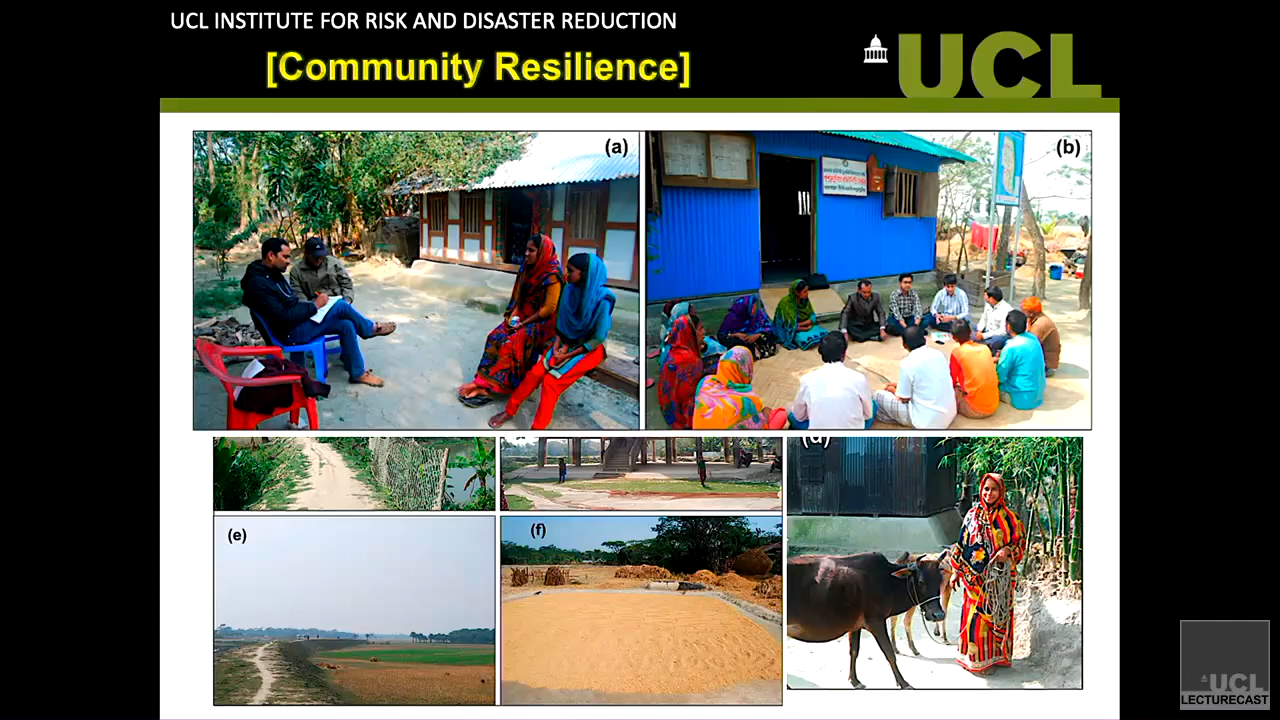 UCL INSTITUTE FOR RISK AND DISASTER REDUCTION
[Community Resilience]
UCL
(a)
(b)
(d)
(e)
(f)
UCL
LECTURECAST